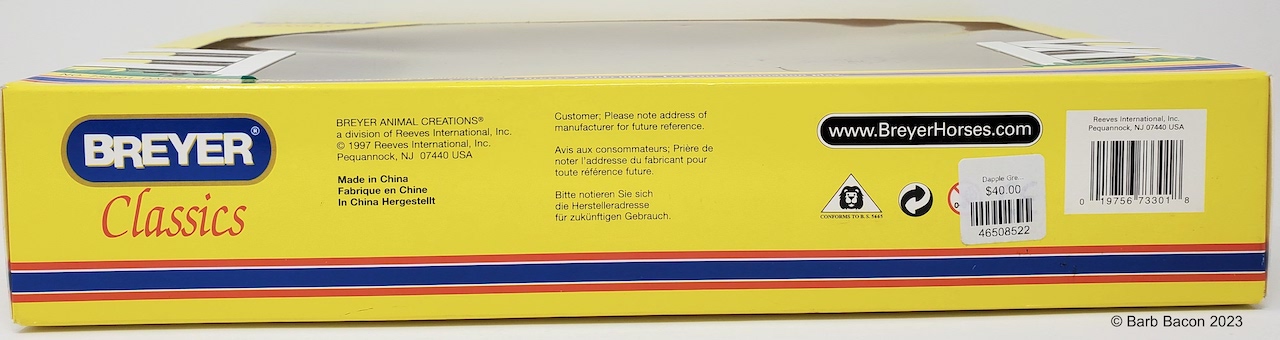 BREYER®
Classics
BREYER ANIMAL CREATIONS®
a division of Reeves International, Inc.
© 1997 Reeves International, Inc.
Pequannock, NJ 07440 USA
Made in China
Fabrique en Chine
In China Hergestellt
Customer; Please note address of
manufacturer for future reference.
Avis aux consommateurs; Prière de
noter l'addresse du fabricant pour
toute référence future.
Bitte notieren Sie sich
die Herstelleradresse
für zukünftigen Gebrauch.
www.BreyerHorses.com
CONFORMS TO B. S. 5665
Dapple Gre...
$40.00
46508522
Reeves International, Inc.
Pequannock, NJ 07440 USA
0 19756 73301 8
© Barb Bacon 2023